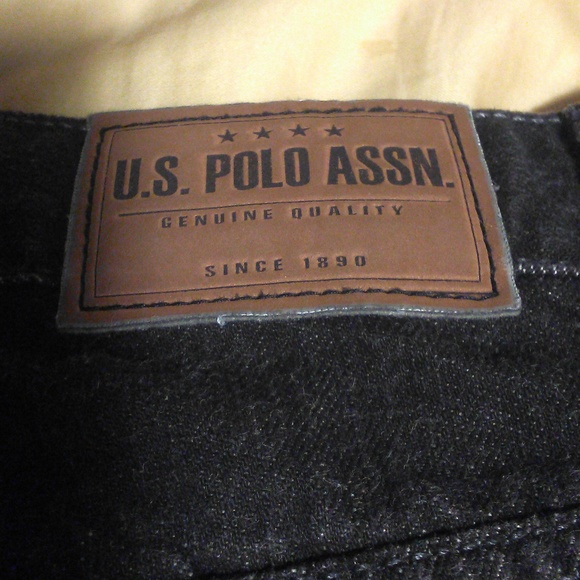 U.S. POLO ASSN.
GENUINE QUALITY
SINCE 1890